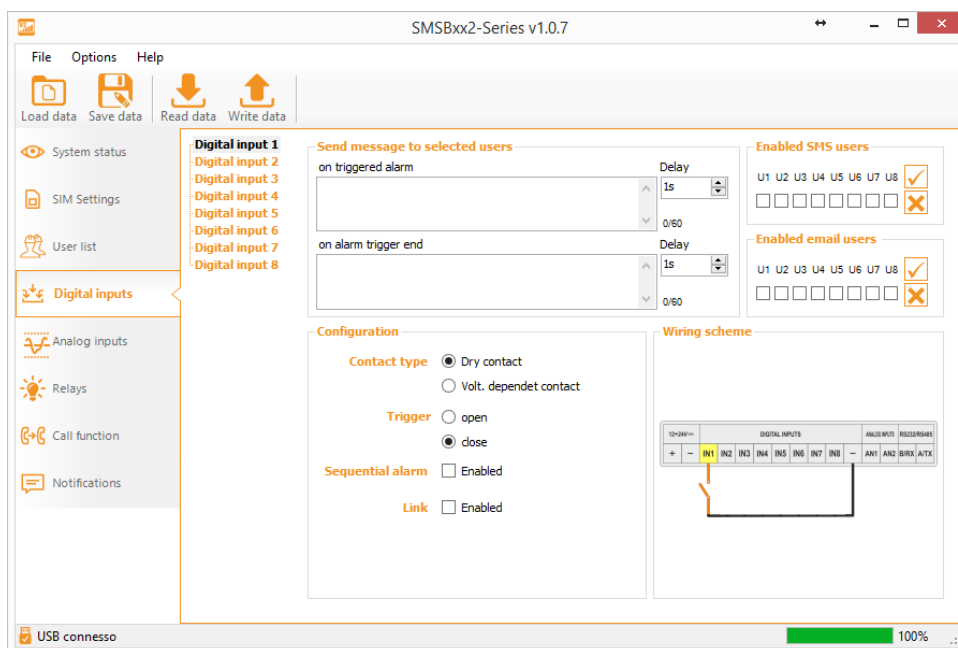 SMSBxx2-Series v1.0.7
File Options Help
Load data Save data Read data Write data
System status
SIM Settings
User list
Digital inputs
Analog inputs
Relays
Call function
Notifications
Digital input 1
Digital input 2
Digital input 3
Digital input 4
Digital input 5
Digital input 6
Digital input 7
Digital input 8
Send message to selected users
on triggered alarm
Delay
1s
0/60
on alarm trigger end
Delay
1s
0/60
Enabled SMS users
U1 U2 U3 U4 U5 U6 U7 U8
Enabled email users
U1 U2 U3 U4 U5 U6 U7 U8
Configuration
Contact type Dry contact
Volt. dependet contact
Trigger open
close
Sequential alarm Enabled
Link Enabled
Wiring scheme
12÷24V DIGITAL INPUTS ANALOG INPUTS RS232/RS485
+ − IN1 IN2 IN3 IN4 IN5 IN6 IN7 IN8 − AN1 AN2 B/RX A/TX
USB connesso
100%